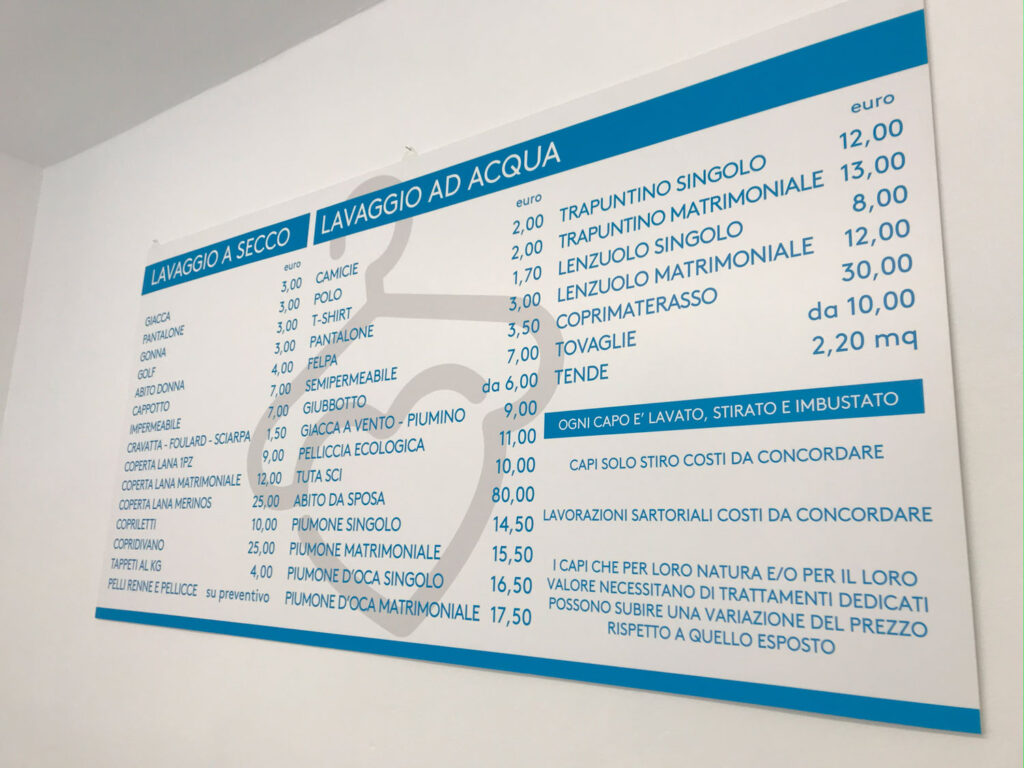 LAVAGGIO A SECCO
euro
GIACCA 3,00
PANTALONE 3,00
GONNA 3,00
GOLF 3,00
ABITO DONNA 4,00
CAPPOTTO 7,00
IMPERMEABILE 7,00
CRAVATTA - FOULARD - SCIARPA 1,50
COPERTA LANA 1PZ 9,00
COPERTA LANA MATRIMONIALE 12,00
COPERTA LANA MERINOS 25,00
COPRILETTI 10,00
COPRIDIVANO 25,00
TAPPETI AL KG 4,00
PELLI RENNE E PELLICCE su preventivo
LAVAGGIO AD ACQUA
euro
CAMICIE 2,00
POLO 2,00
T-SHIRT 1,70
PANTALONE 3,00
FELPA 3,50
SEMIPERMEABILE 7,00
GIUBBOTTO da 6,00
GIACCA A VENTO - PIUMINO 9,00
PELLICCIA ECOLOGICA 11,00
TUTA SCI 10,00
ABITO DA SPOSA 80,00
PIUMONE SINGOLO 14,50
PIUMONE MATRIMONIALE 15,50
PIUMONE D'OCA SINGOLO 16,50
PIUMONE D'OCA MATRIMONIALE 17,50
euro
TRAPUNTINO SINGOLO 12,00
TRAPUNTINO MATRIMONIALE 13,00
LENZUOLO SINGOLO 8,00
LENZUOLO MATRIMONIALE 12,00
COPRIMATERASSO 30,00
TOVAGLIE da 10,00
TENDE 2,20 mq
OGNI CAPO E' LAVATO, STIRATO E IMBUSTATO
CAPI SOLO STIRO COSTI DA CONCORDARE
LAVORAZIONI SARTORIALI COSTI DA CONCORDARE
I CAPI CHE PER LORO NATURA E/O PER IL LORO
VALORE NECESSITANO DI TRATTAMENTI DEDICATI
POSSONO SUBIRE UNA VARIAZIONE DEL PREZZO
RISPETTO A QUELLO ESPOSTO